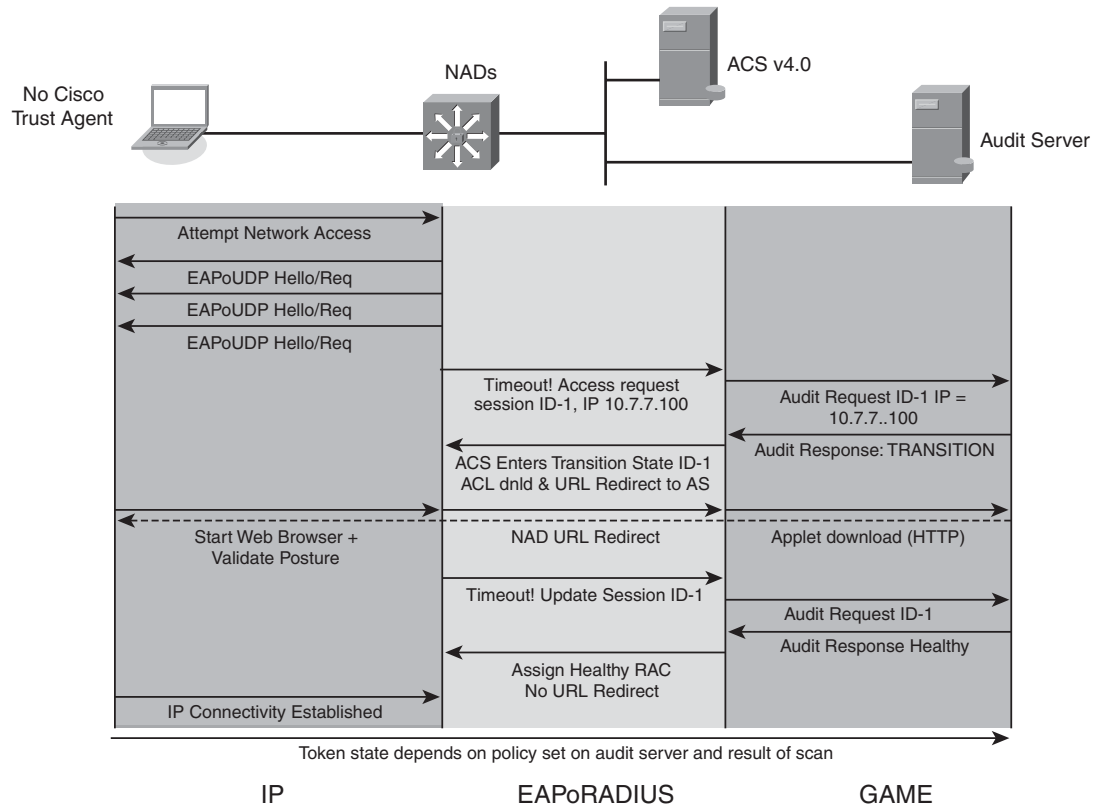 No Cisco
Trust Agent
NADs
ACS v4.0
Audit Server
Attempt Network Access
EAPoUDP Hello/Req
EAPoUDP Hello/Req
EAPoUDP Hello/Req
Timeout! Access request
session ID-1, IP 10.7.7.100
Audit Request ID-1 IP =
10.7.7..100
Audit Response: TRANSITION
ACS Enters Transition State ID-1
ACL dnld & URL Redirect to AS
Start Web Browser +
Validate Posture
NAD URL Redirect
Applet download (HTTP)
Timeout! Update Session ID-1
Audit Request ID-1
Audit Response Healthy
Assign Healthy RAC
No URL Redirect
IP Connectivity Established
Token state depends on policy set on audit server and result of scan
IP
EAPoRADIUS
GAME